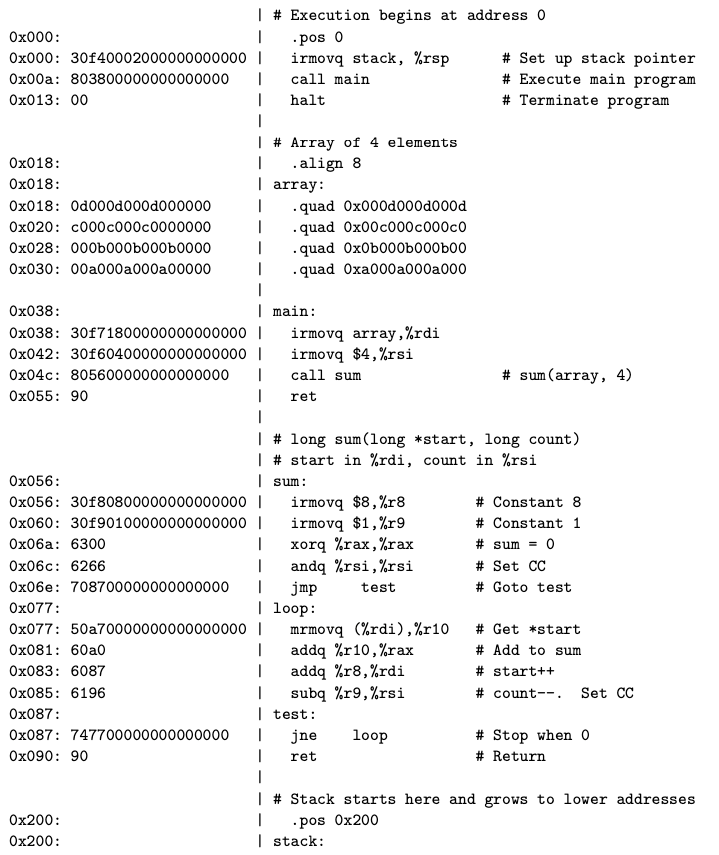 | # Execution begins at address 0
0x000: | .pos 0
0x000: 30f40002000000000000 | irmovq stack, %rsp # Set up stack pointer
0x00a: 803800000000000000 | call main # Execute main program
0x013: 00 | halt # Terminate program
|
| # Array of 4 elements
0x018: | .align 8
0x018: | array:
0x018: 0d000d000d000000 | .quad 0x000d000d000d
0x020: c000c000c0000000 | .quad 0x00c000c000c0
0x028: 000b000b000b0000 | .quad 0x0b000b000b00
0x030: 00a000a000a00000 | .quad 0xa000a000a000
|
0x038: | main:
0x038: 30f71800000000000000 | irmovq array,%rdi
0x042: 30f60400000000000000 | irmovq $4,%rsi
0x04c: 805600000000000000 | call sum # sum(array, 4)
0x055: 90 | ret
|
| # long sum(long *start, long count)
| # start in %rdi, count in %rsi
0x056: | sum:
0x056: 30f80800000000000000 | irmovq $8,%r8 # Constant 8
0x060: 30f90100000000000000 | irmovq $1,%r9 # Constant 1
0x06a: 6300 | xorq %rax,%rax # sum = 0
0x06c: 6266 | andq %rsi,%rsi # Set CC
0x06e: 708700000000000000 | jmp test # Goto test
0x077: | loop:
0x077: 50a70000000000000000 | mrmovq (%rdi),%r10 # Get *start
0x081: 60a0 | addq %r10,%rax # Add to sum
0x083: 6087 | addq %r8,%rdi # start++
0x085: 6196 | subq %r9,%rsi # count--. Set CC
0x087: | test:
0x087: 747700000000000000 | jne loop # Stop when 0
0x090: 90 | ret # Return
|
| # Stack starts here and grows to lower addresses
0x200: | .pos 0x200
0x200: | stack: